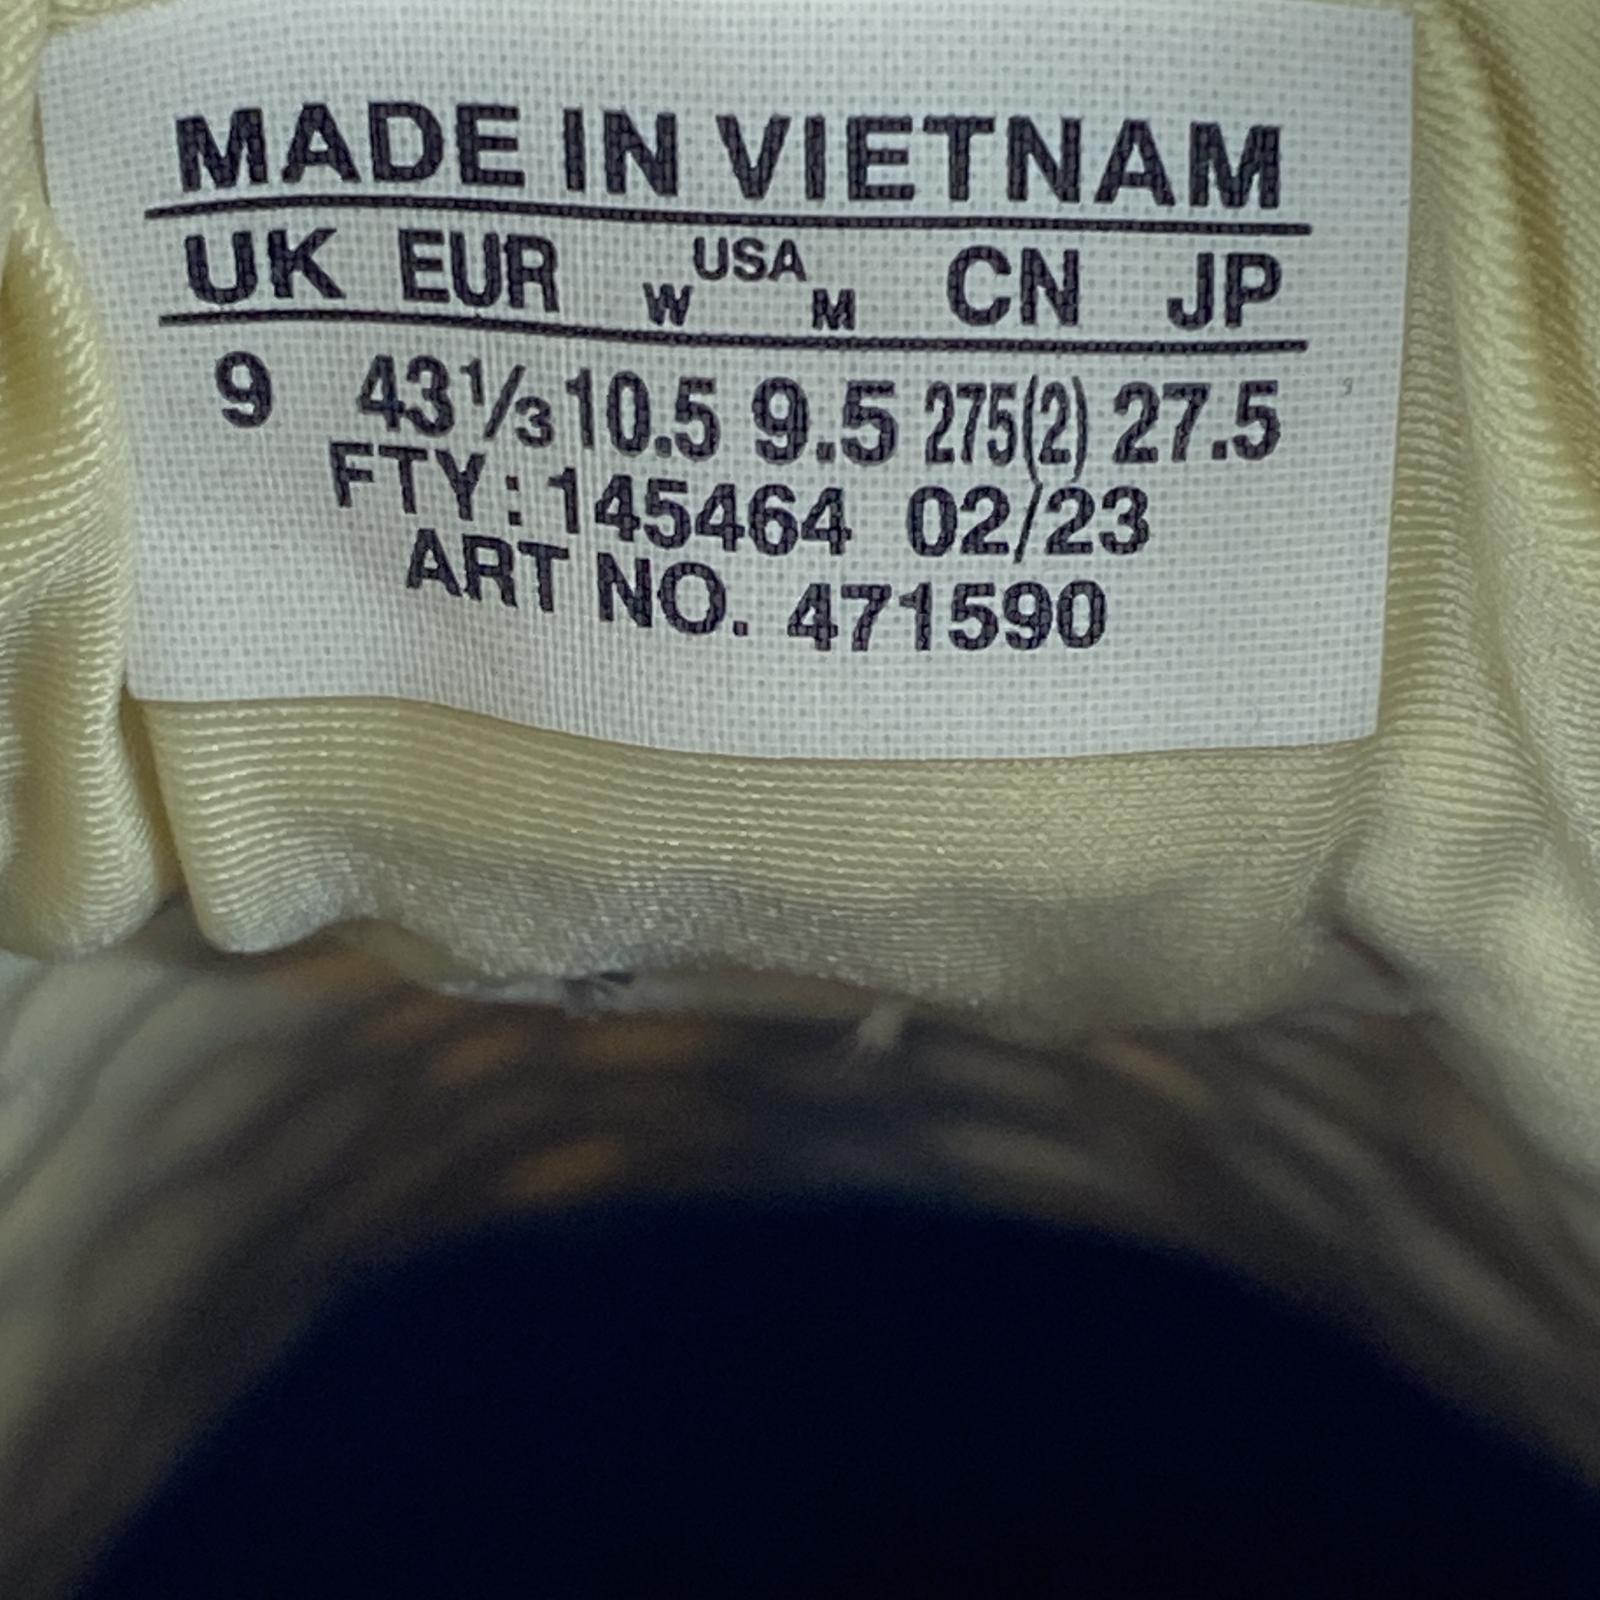 MADE IN VIETNAM
UK EUR W USA M CN JP
9 43⅓ 10.5 9.5 275(2) 27.5
FTY: 145464 02/23
ART NO. 471590